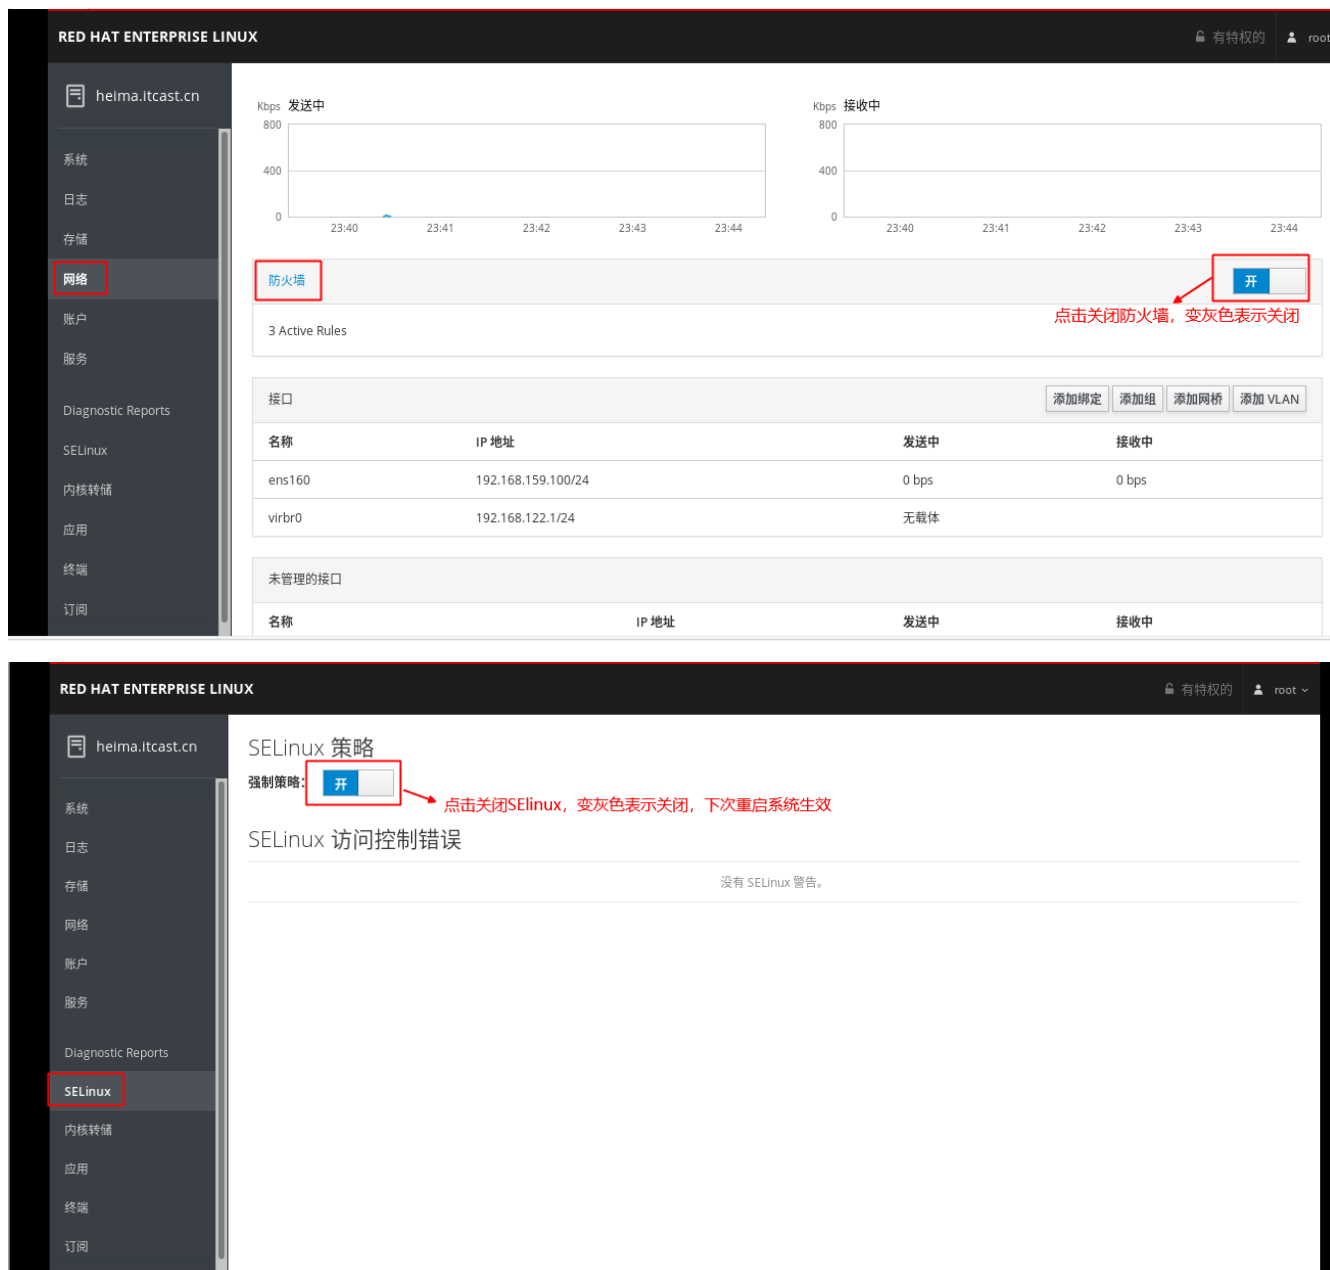 RED HAT ENTERPRISE LINUX 有特权的 root
heima.itcast.cn
系统
日志
存储
网络
账户
服务
Diagnostic Reports
SELinux
内核转储
应用
终端
订阅
Kbps 发送中
800
400
0
23:40 23:41 23:42 23:43 23:44
Kbps 接收中
800
400
0
23:40 23:41 23:42 23:43 23:44
防火墙 开
点击关闭防火墙，变灰色表示关闭
3 Active Rules
接口 添加绑定 添加组 添加网桥 添加 VLAN
名称 IP 地址 发送中 接收中
ens160 192.168.159.100/24 0 bps 0 bps
virbr0 192.168.122.1/24 无载体
未管理的接口
名称 IP 地址 发送中 接收中
RED HAT ENTERPRISE LINUX 有特权的 root
heima.itcast.cn
系统
日志
存储
网络
账户
服务
Diagnostic Reports
SELinux
内核转储
应用
终端
订阅
SELinux 策略
强制策略： 开
点击关闭SElinux，变灰色表示关闭，下次重启系统生效
SELinux 访问控制错误
没有 SELinux 警告。